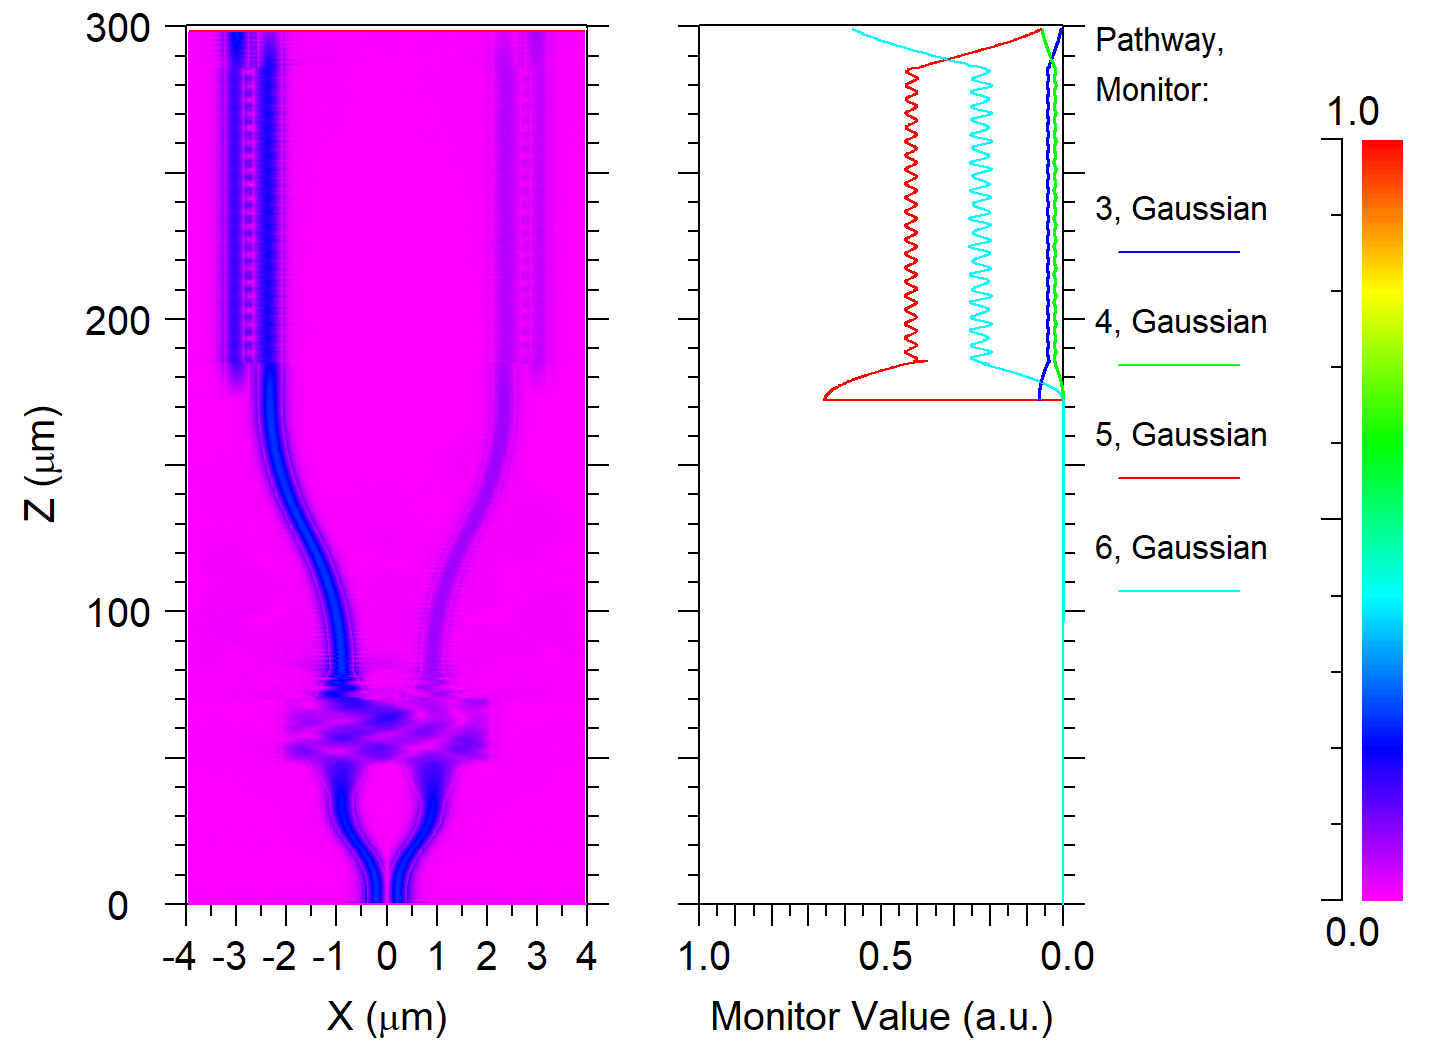 300
200
100
0
Z (μm)
-4 -3 -2 -1 0 1 2 3 4
X (μm)
1.0 0.5 0.0
Monitor Value (a.u.)
Pathway,
Monitor:
3, Gaussian
4, Gaussian
5, Gaussian
6, Gaussian
1.0
0.0